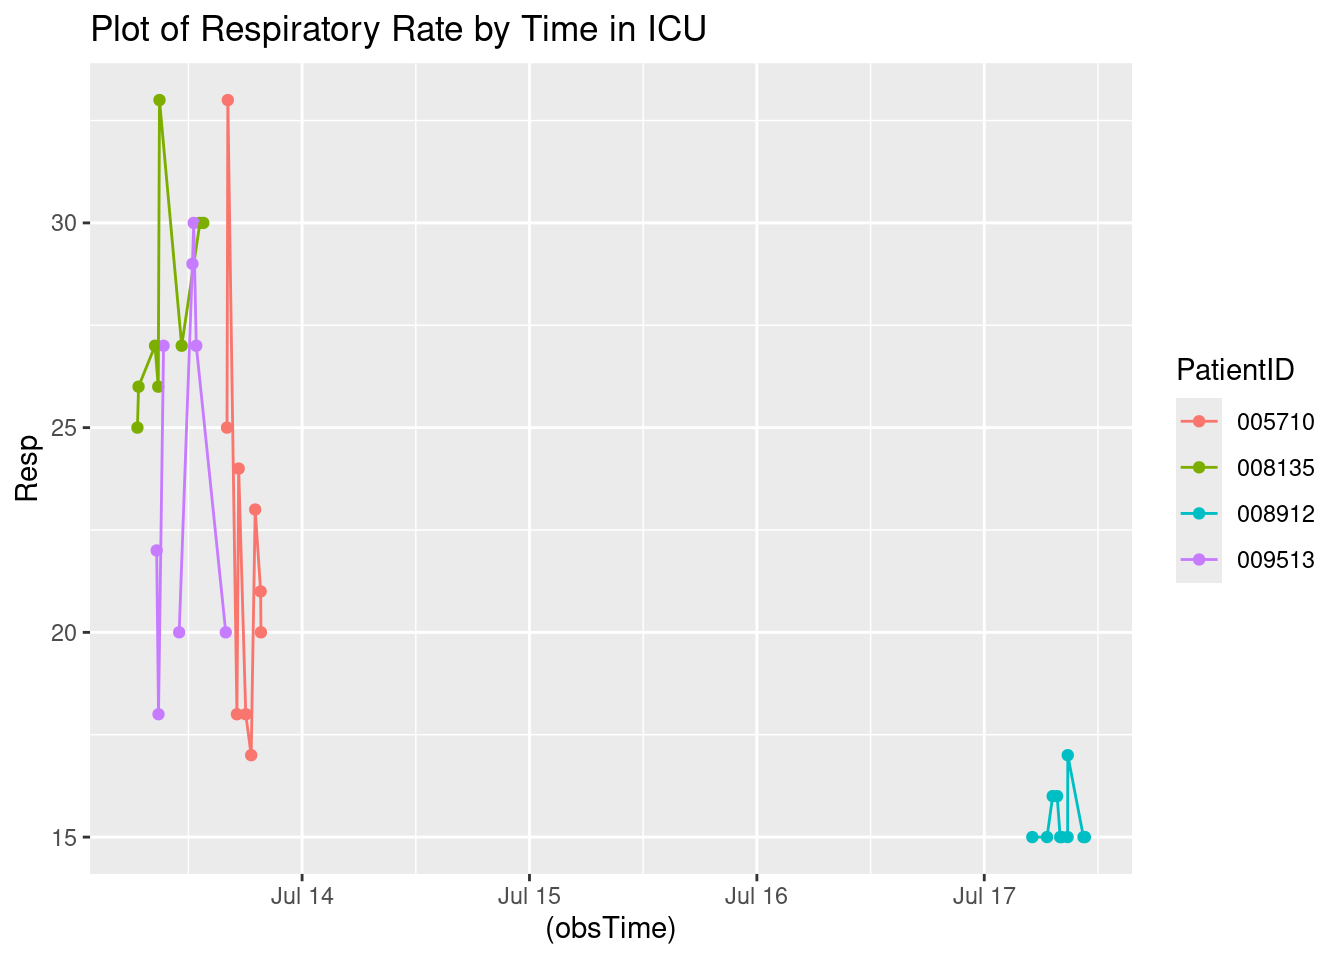 Plot of Respiratory Rate by Time in ICU
Resp
30
25
20
15
Jul 14
Jul 15
Jul 16
Jul 17
(obsTime)
PatientID
005710
008135
008912
009513